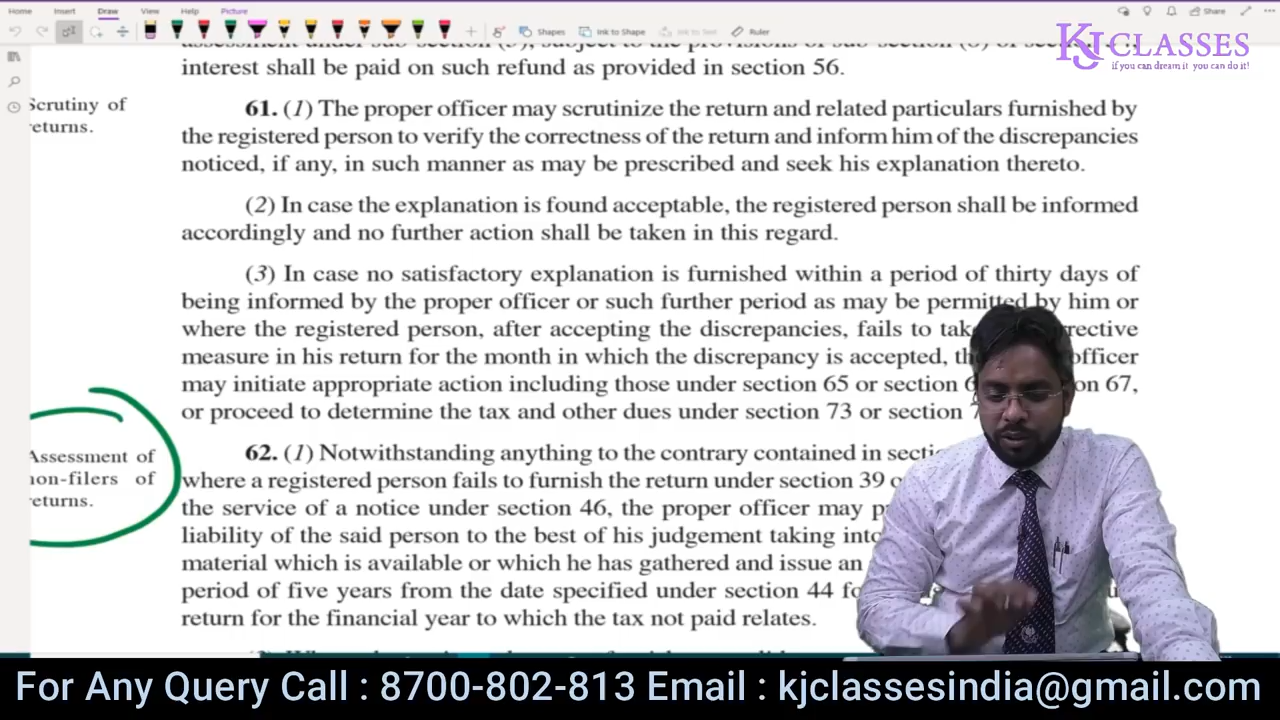 Home Insert Draw View Help Picture
Share
Shapes Ink to Shape Ink to Text Ruler
KJ CLASSES
if you can dream it you can do it!
interest shall be paid on such refund as provided in section 56.
Scrutiny of
returns.
61. (1) The proper officer may scrutinize the return and related particulars furnished by
the registered person to verify the correctness of the return and inform him of the discrepancies
noticed, if any, in such manner as may be prescribed and seek his explanation thereto.
(2) In case the explanation is found acceptable, the registered person shall be informed
accordingly and no further action shall be taken in this regard.
(3) In case no satisfactory explanation is furnished within a period of thirty days of
being informed by the proper officer or such further period as may be permitted by him or
where the registered person, after accepting the discrepancies, fails to
measure in his return for the month in which the discrepancy is accepted, officer
may initiate appropriate action including those under section 65 or section 67,
or proceed to determine the tax and other dues under section 73 or section
Assessment of
non-filers of
returns.
62. (1) Notwithstanding anything to the contrary contained in
where a registered person fails to furnish the return under section 39
the service of a notice under section 46, the proper officer may
liability of the said person to the best of his judgement taking
material which is available or which he has gathered and issue an
period of five years from the date specified under section 44
return for the financial year to which the tax not paid relates.
For Any Query Call : 8700-802-813 Email : kjclassesindia@gmail.com